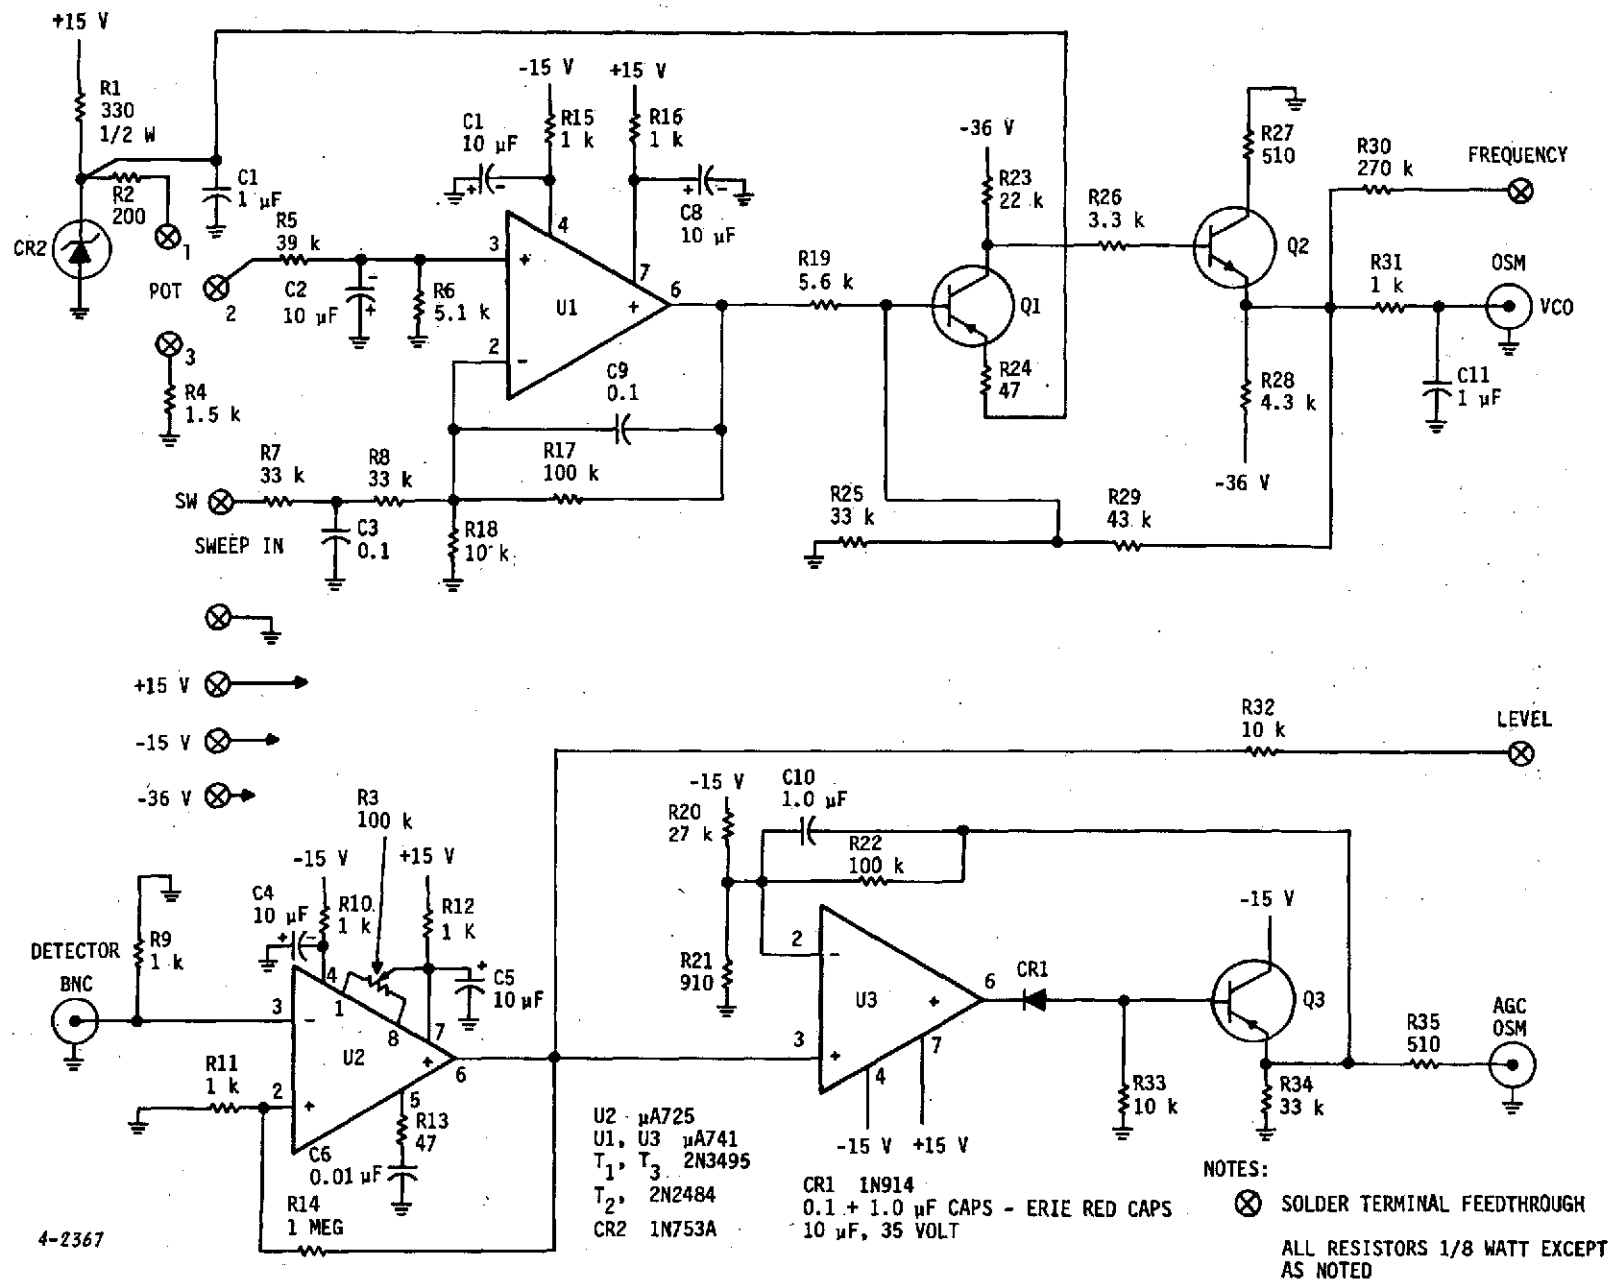 +15 V
R1
330
1/2 W
R2
200
CR2
C1
1 µF
1
POT
2
3
R4
1.5 k
R5
39 k
C2
10 µF
-
+
R6
5.1 k
C1
10 µF
+ -
-15 V
R15
1 k
+15 V
R16
1 k
+ -
C8
10 µF
3
+
4
7
U1
+
6
2
-
C9
0.1
R17
100 k
R7
33 k
R8
33 k
SW
SWEEP IN
C3
0.1
R18
10 k
R19
5.6 k
-36 V
R23
22 k
Q1
R24
47
R26
3.3 k
R27
510
Q2
R28
4.3 k
-36 V
R25
33 k
R29
43 k
R30
270 k
FREQUENCY
R31
1 k
OSM
VCO
C11
1 µF
+15 V
-15 V
-36 V
R32
10 k
LEVEL
DETECTOR
BNC
R9
1 k
C4
10 µF
+ -
-15 V
R10
1 k
R3
100 k
+15 V
R12
1 K
+
C5
10 µF
3
-
4
1
8
7
U2
+
6
2
+
5
R11
1 k
R13
47
C6
0.01 µF
R14
1 MEG
-15 V
R20
27 k
C10
1.0 µF
R22
100 k
R21
910
2
-
U3
+
6
3
+
4
7
-15 V
+15 V
CR1
R33
10 k
-15 V
Q3
R34
33 k
R35
510
AGC
OSM
U2 µA725
U1, U3 µA741
T1, T3 2N3495
T2, 2N2484
CR2 1N753A
CR1 1N914
0.1 + 1.0 µF CAPS - ERIE RED CAPS
10 µF, 35 VOLT
NOTES:
SOLDER TERMINAL FEEDTHROUGH
ALL RESISTORS 1/8 WATT EXCEPT
AS NOTED
4-2367